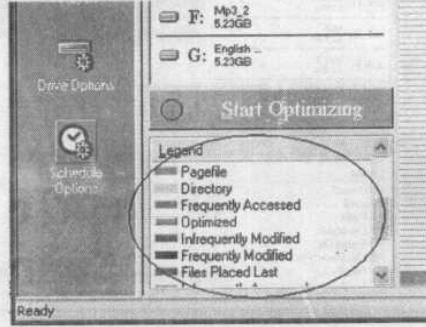 F: Mp3_2
5.23GB
G: English ...
5.23GB
Drive Options
Start Optimizing
Schedule
Options
Legend
Pagefile
Directory
Frequently Accessed
Optimized
Infrequently Modified
Frequently Modified
Files Placed Last
Ready